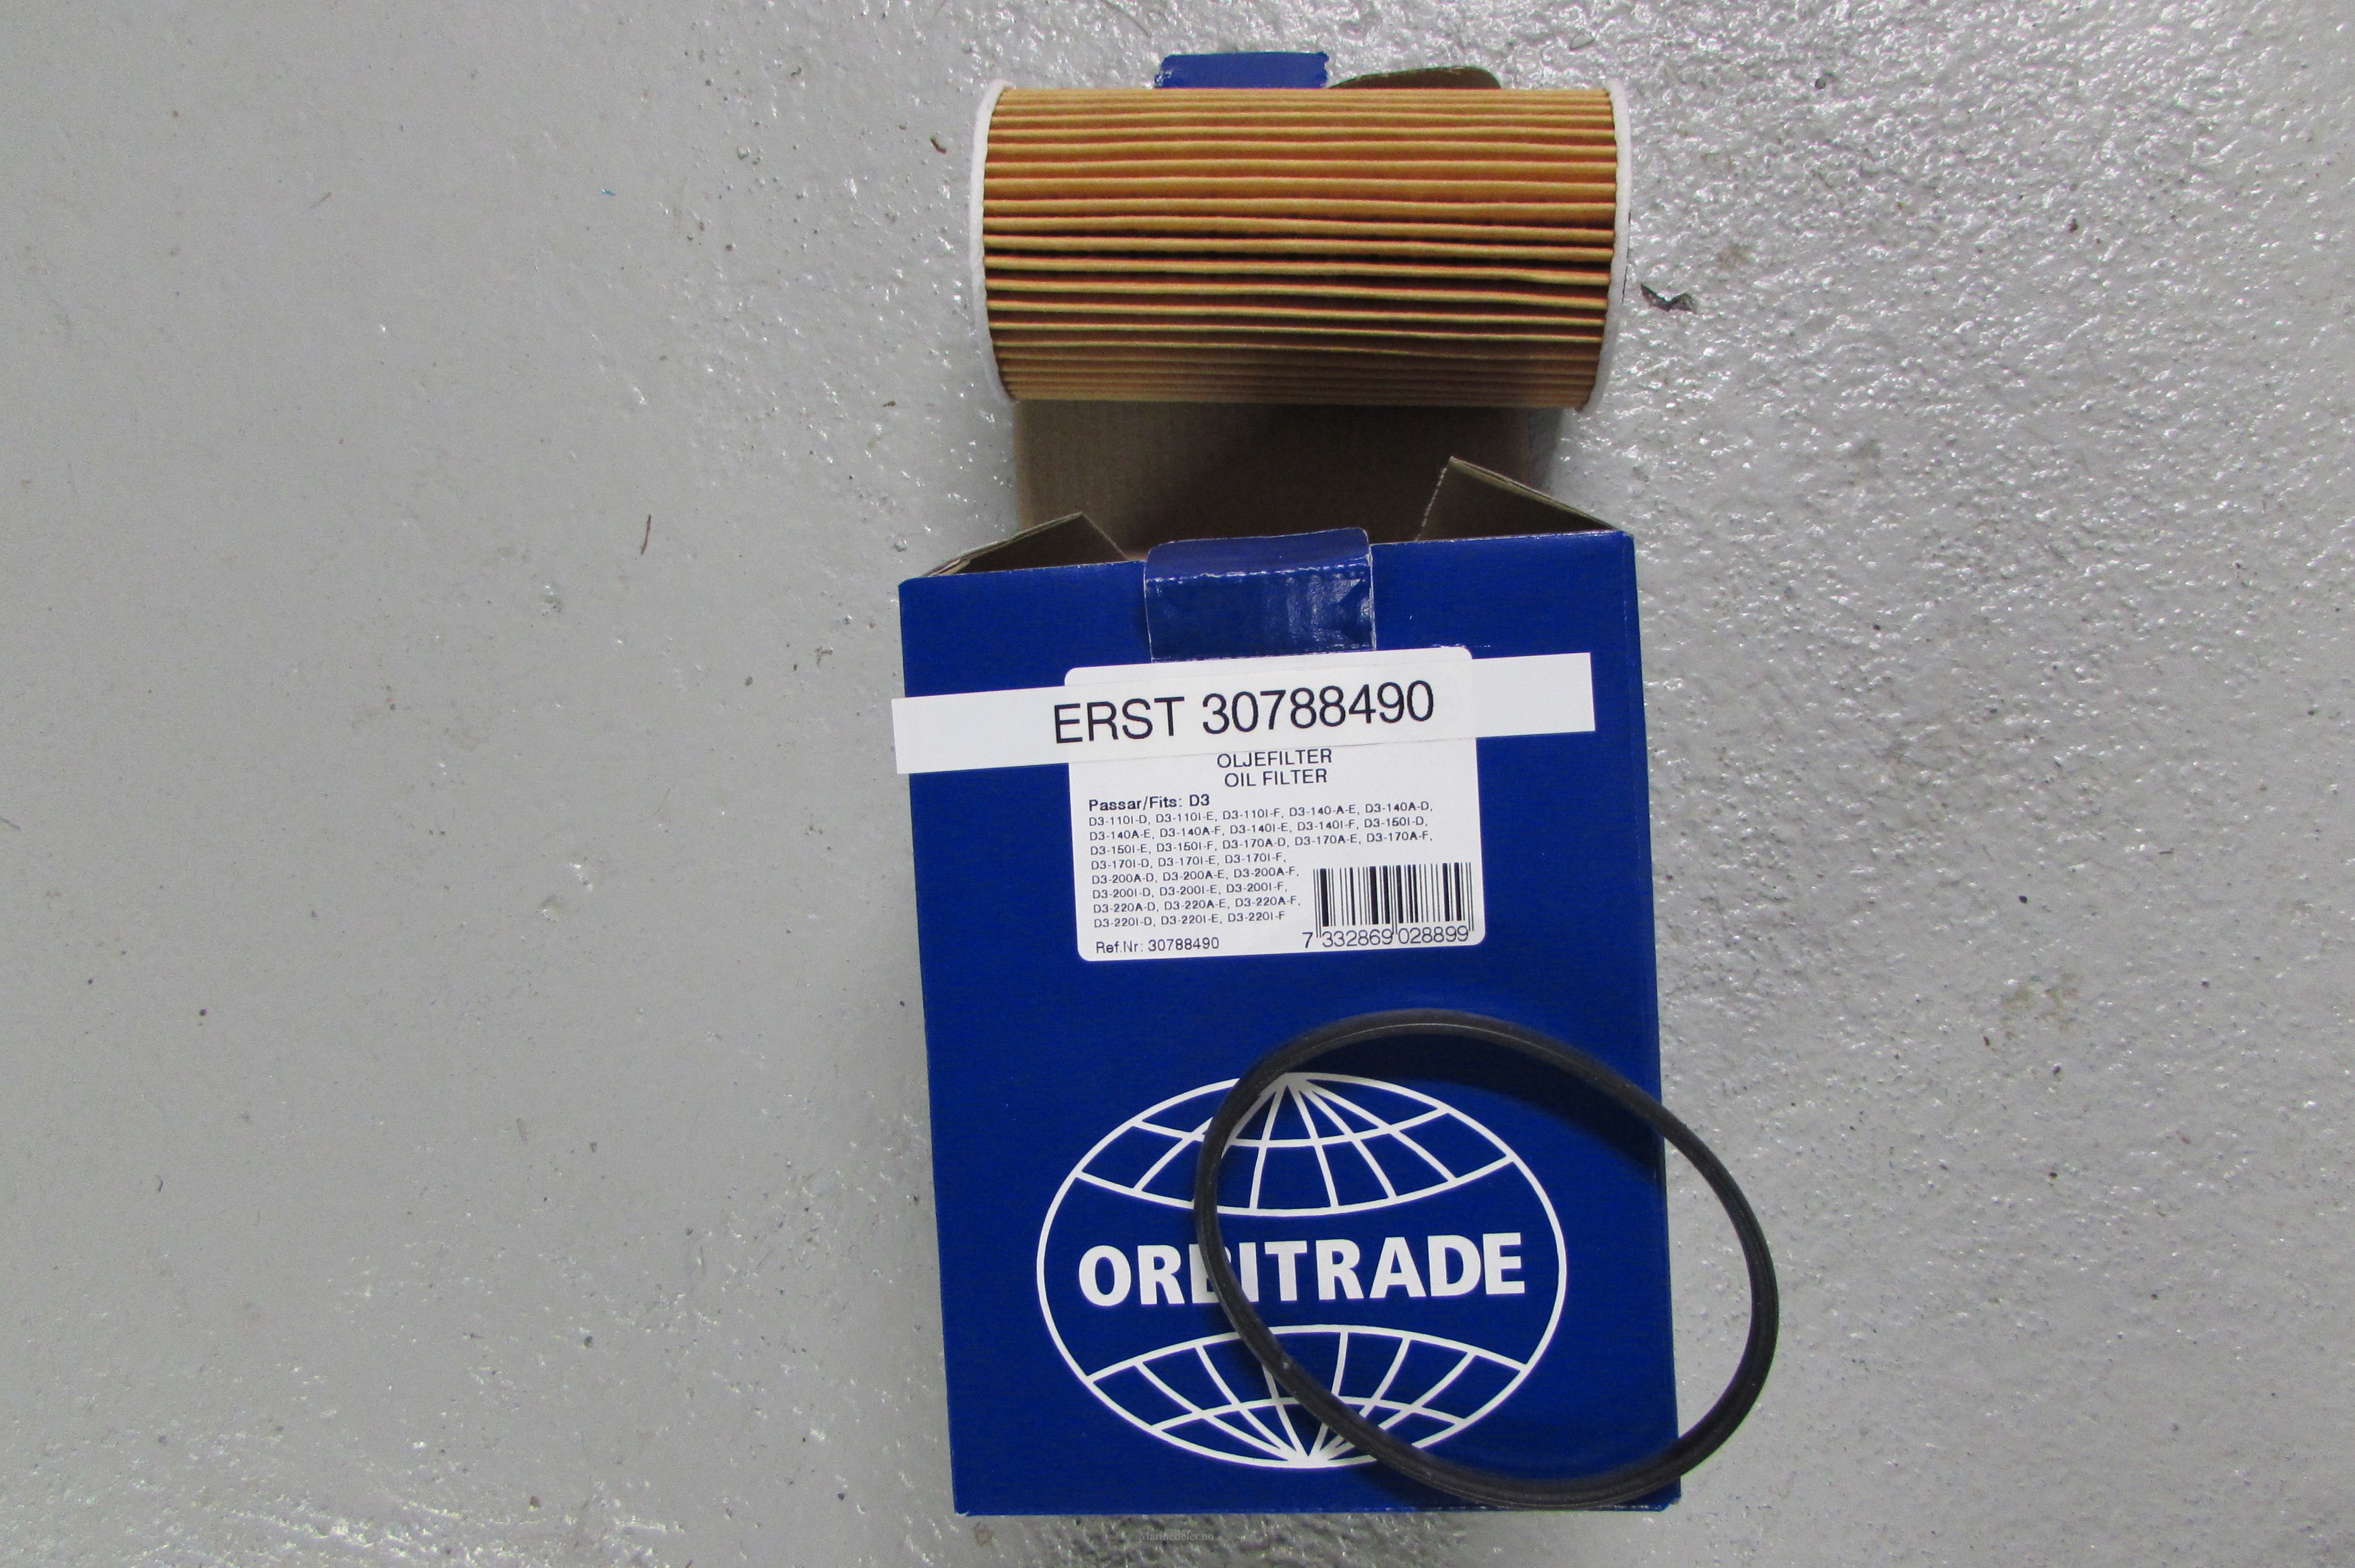 ERST 30788490
OLJEFILTER
OIL FILTER
Passar/Fits: D3
D3-110I-D, D3-110I-E, D3-110I-F, D3-140-A-E, D3-140A-D,
D3-140A-E, D3-140A-F, D3-140I-E, D3-140I-F, D3-150I-D,
D3-150I-E, D3-150I-F, D3-170A-D, D3-170A-E, D3-170A-F,
D3-170I-D, D3-170I-E, D3-170I-F,
D3-200A-D, D3-200A-E, D3-200A-F,
D3-200I-D, D3-200I-E, D3-200I-F,
D3-220A-D, D3-220A-E, D3-220A-F,
D3-220I-D, D3-220I-E, D3-220I-F
Ref.Nr: 30788490
7 332869 028899
ORBITRADE
Marinedeler.no